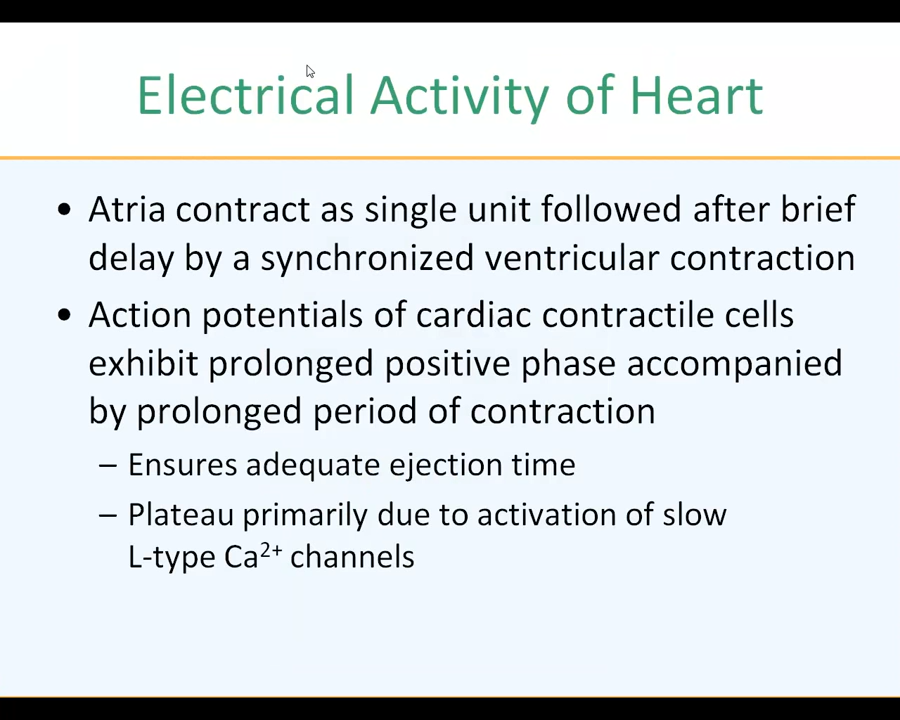 Electrical Activity of Heart
• Atria contract as single unit followed after brief
delay by a synchronized ventricular contraction
• Action potentials of cardiac contractile cells
exhibit prolonged positive phase accompanied
by prolonged period of contraction
– Ensures adequate ejection time
– Plateau primarily due to activation of slow
L-type Ca²⁺ channels